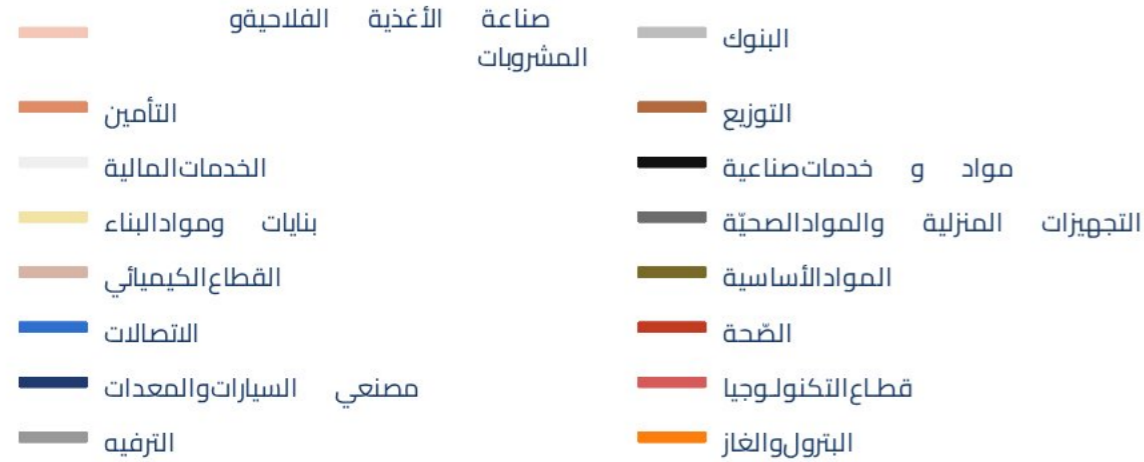 البنوك
التوزيع
مواد و خدمات صناعية
التجهيزات المنزلية والمواد الصحيّة
المواد الأساسية
الصّحة
قطاع التكنولوجيا
البترول والغاز
صناعة الأغذية الفلاحيةو
المشروبات
التأمين
الخدمات المالية
بنايات ومواد البناء
القطاع الكيميائي
الاتصالات
مصنعي السيارات والمعدات
الترفيه